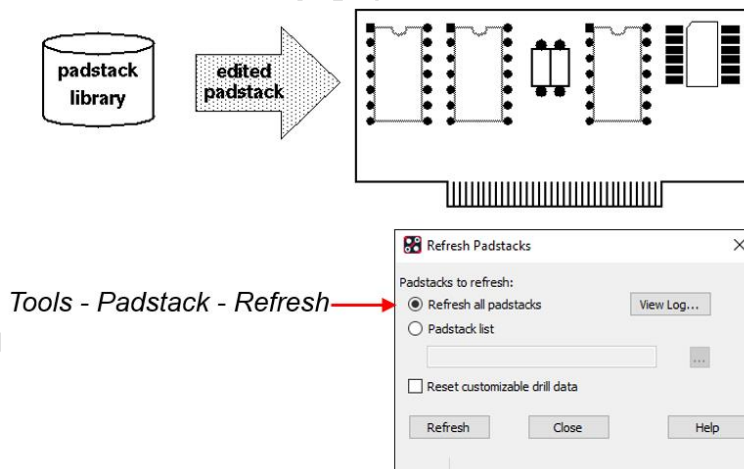 padstack
library
edited
padstack
Refresh Padstacks
Padstacks to refresh:
Tools - Padstack - Refresh
Refresh all padstacks
View Log...
Padstack list
...
Reset customizable drill data
Refresh
Close
Help